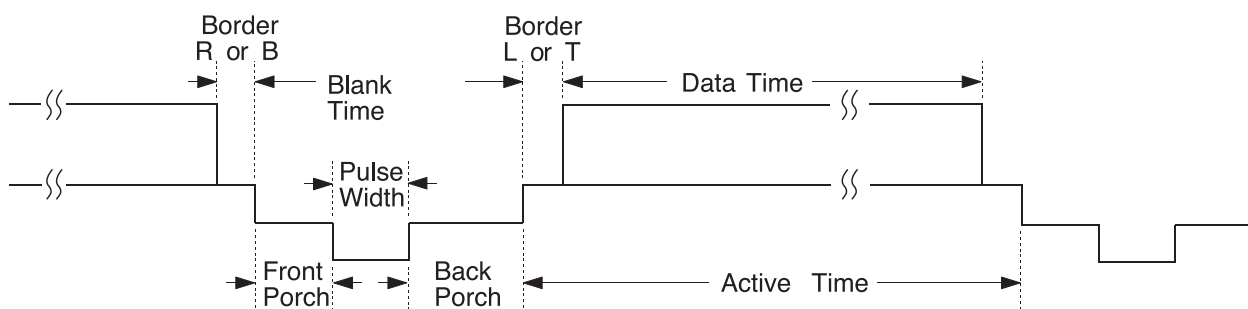 Border
R or B
Border
L or T
Blank
Time
Data Time
Pulse
Width
Front
Porch
Back
Porch
Active Time